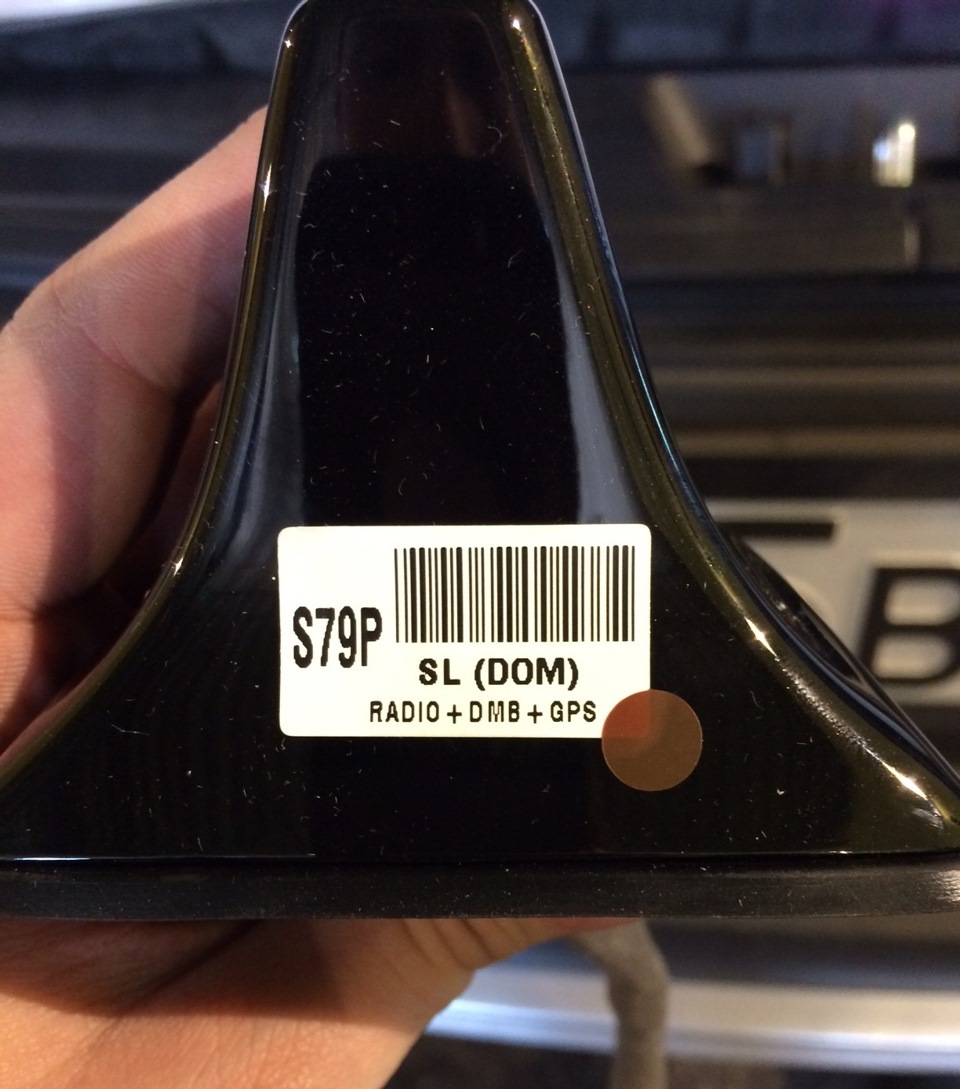 S79P
SL (DOM)
RADIO + DMB + GPS
B